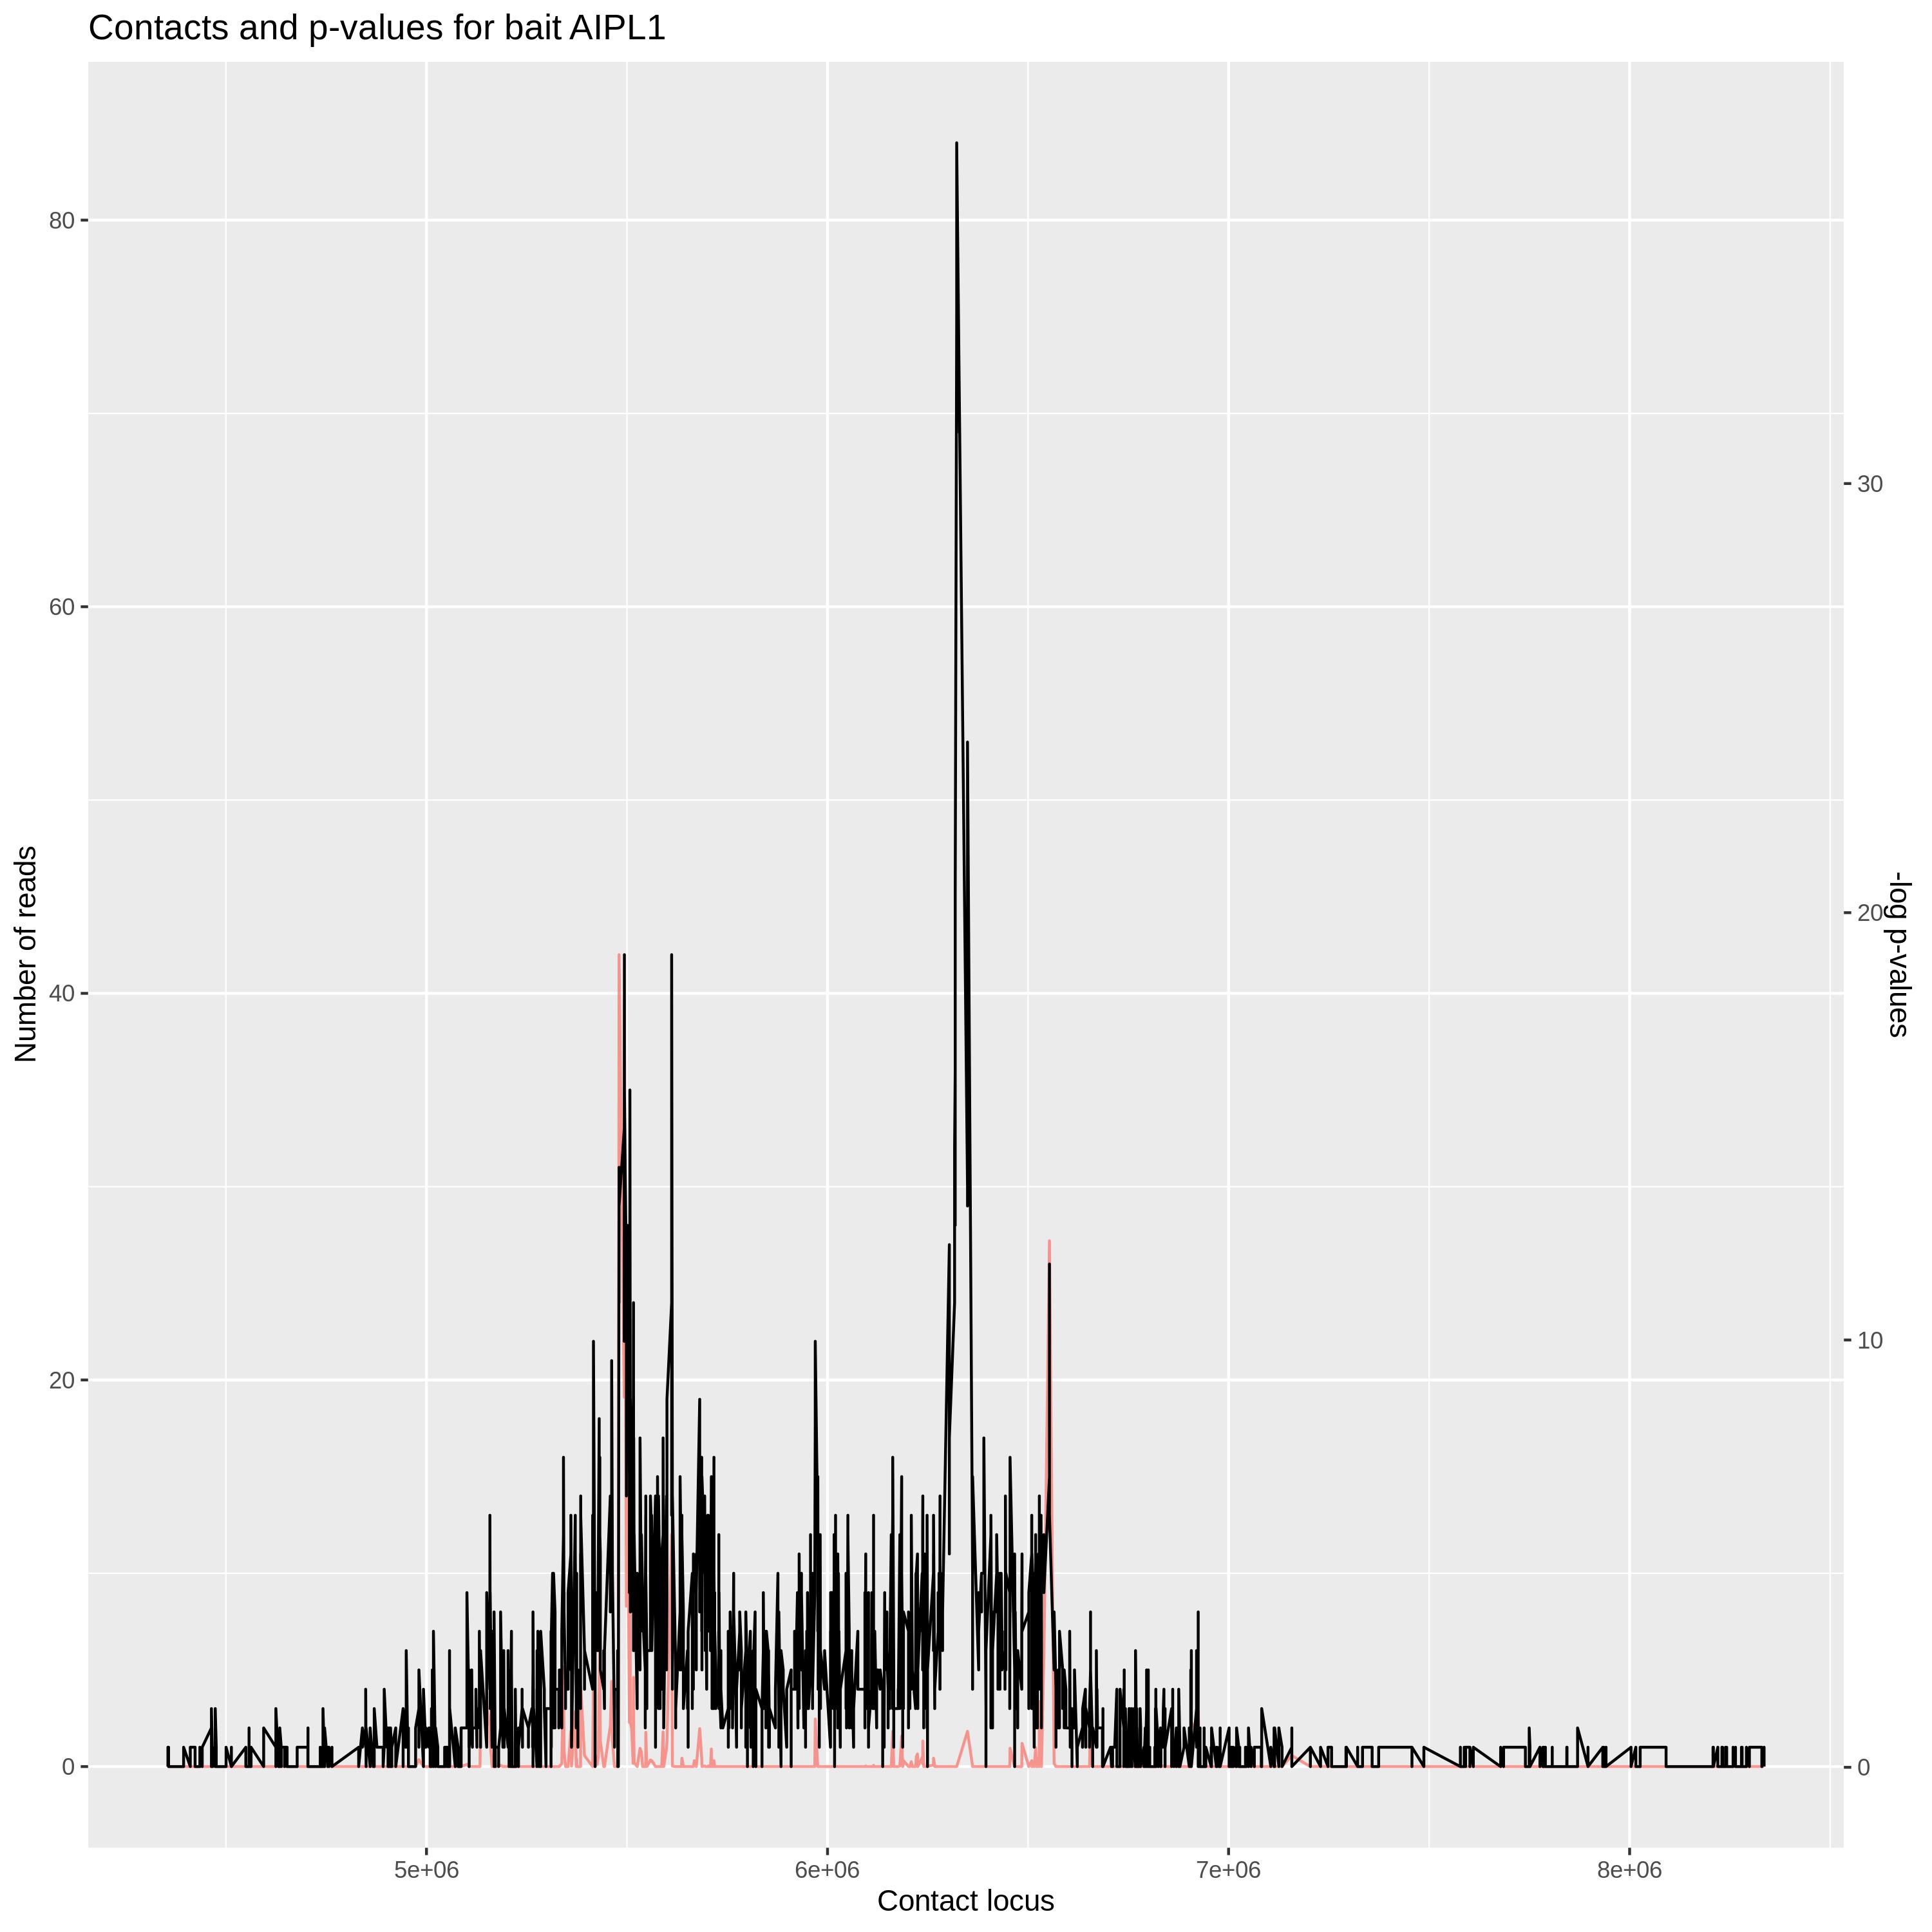 Contacts and p-values for bait AIPL1
80
60
40
20
0
Number of reads
30
20
10
0
-log p-values
5e+06 6e+06 7e+06 8e+06
Contact locus